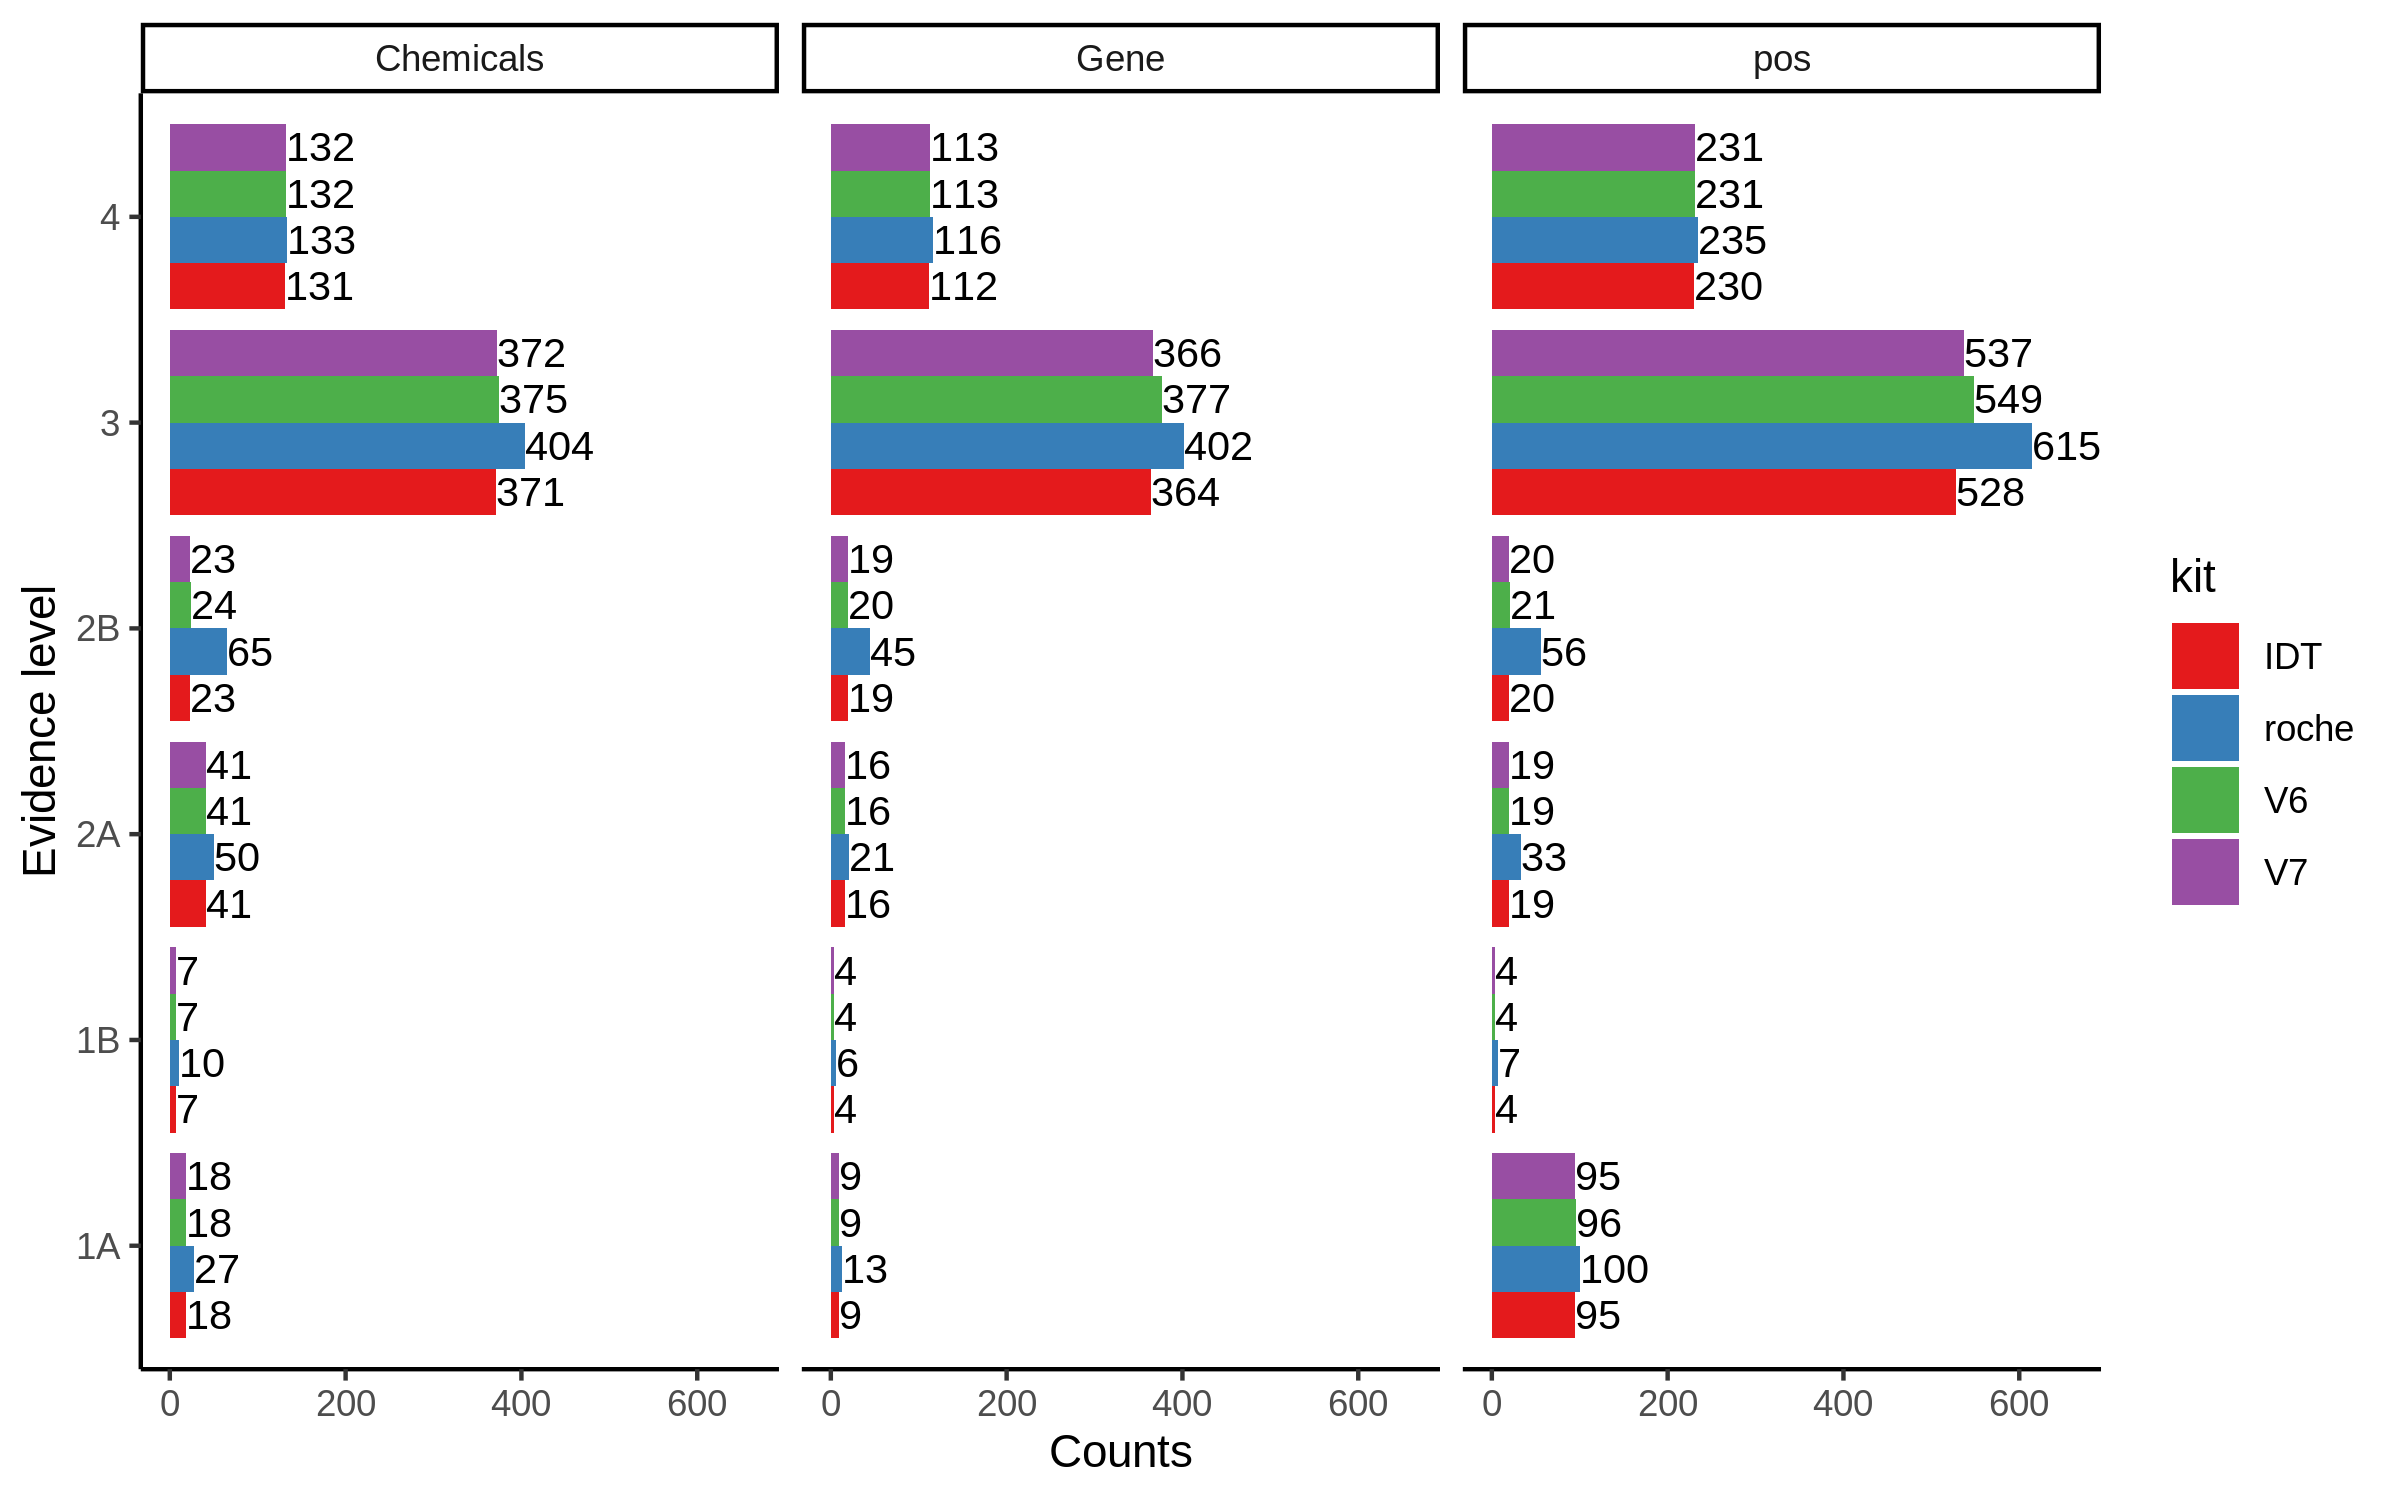 Chemicals Gene pos
132 113 231
132 113 231
4 133 116 235
131 112 230
372 366 537
375 377 549
3 404 402 615
371 364 528
23 19 20
24 20 21
2B 65 45 56
23 19 20
41 16 19
41 16 19
2A 50 21 33
41 16 19
7 4 4
7 4 4
1B 10 6 7
7 4 4
18 9 95
18 9 96
1A 27 13 100
18 9 95
0 200 400 600 0 200 400 600 0 200 400 600
Counts
Evidence level
kit
IDT
roche
V6
V7